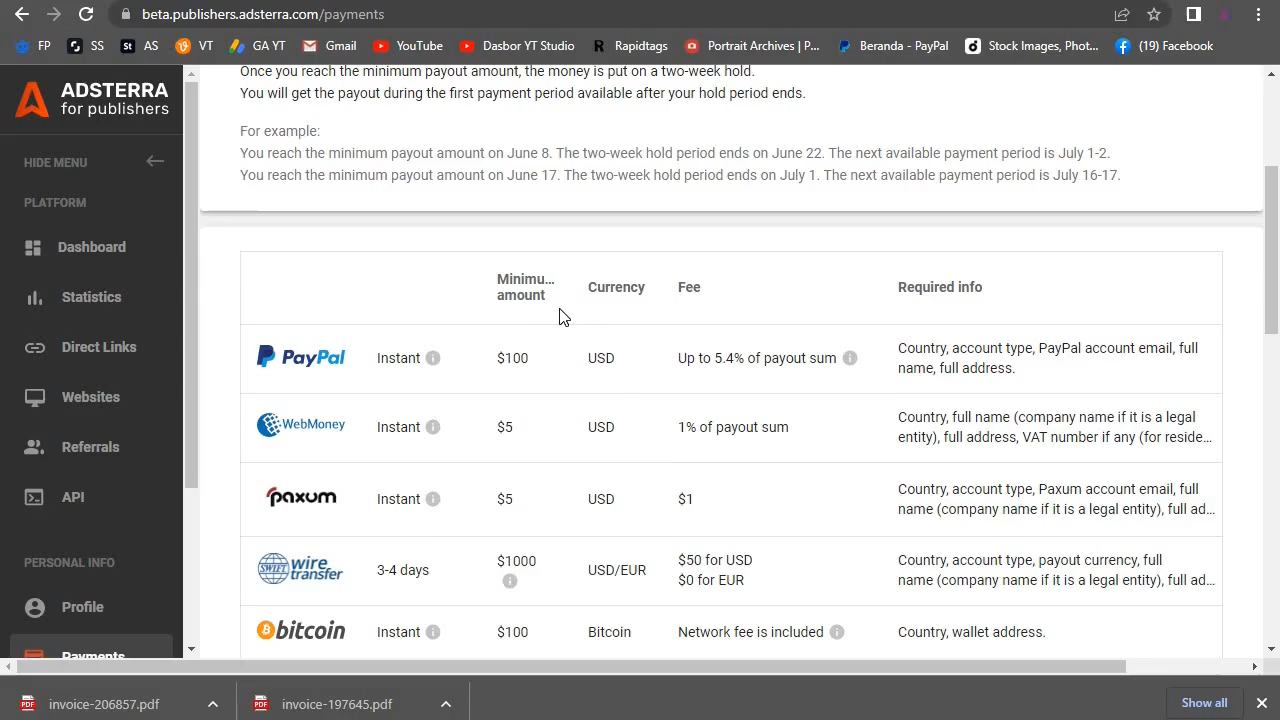 beta.publishers.adsterra.com/payments
FP SS AS VT GA YT Gmail YouTube Dasbor YT Studio Rapidtags Portrait Archives | P... Beranda - PayPal Stock Images, Phot... (19) Facebook
ADSTERRA
for publishers
HIDE MENU
PLATFORM
Dashboard
Statistics
Direct Links
Websites
Referrals
API
PERSONAL INFO
Profile
Payments
Once you reach the minimum payout amount, the money is put on a two-week hold.
You will get the payout during the first payment period available after your hold period ends.
For example:
You reach the minimum payout amount on June 8. The two-week hold period ends on June 22. The next available payment period is July 1-2.
You reach the minimum payout amount on June 17. The two-week hold period ends on July 1. The next available payment period is July 16-17.
Minimu...
amount
Currency
Fee
Required info
PayPal
Instant
$100
USD
Up to 5.4% of payout sum
Country, account type, PayPal account email, full
name, full address.
WebMoney
Instant
$5
USD
1% of payout sum
Country, full name (company name if it is a legal
entity), full address, VAT number if any (for reside...
paxum
Instant
$5
USD
$1
Country, account type, Paxum account email, full
name (company name if it is a legal entity), full ad...
SWIFT wire
transfer
3-4 days
$1000
USD/EUR
$50 for USD
$0 for EUR
Country, account type, payout currency, full
name (company name if it is a legal entity), full ad...
bitcoin
Instant
$100
Bitcoin
Network fee is included
Country, wallet address.
invoice-206857.pdf
invoice-197645.pdf
Show all